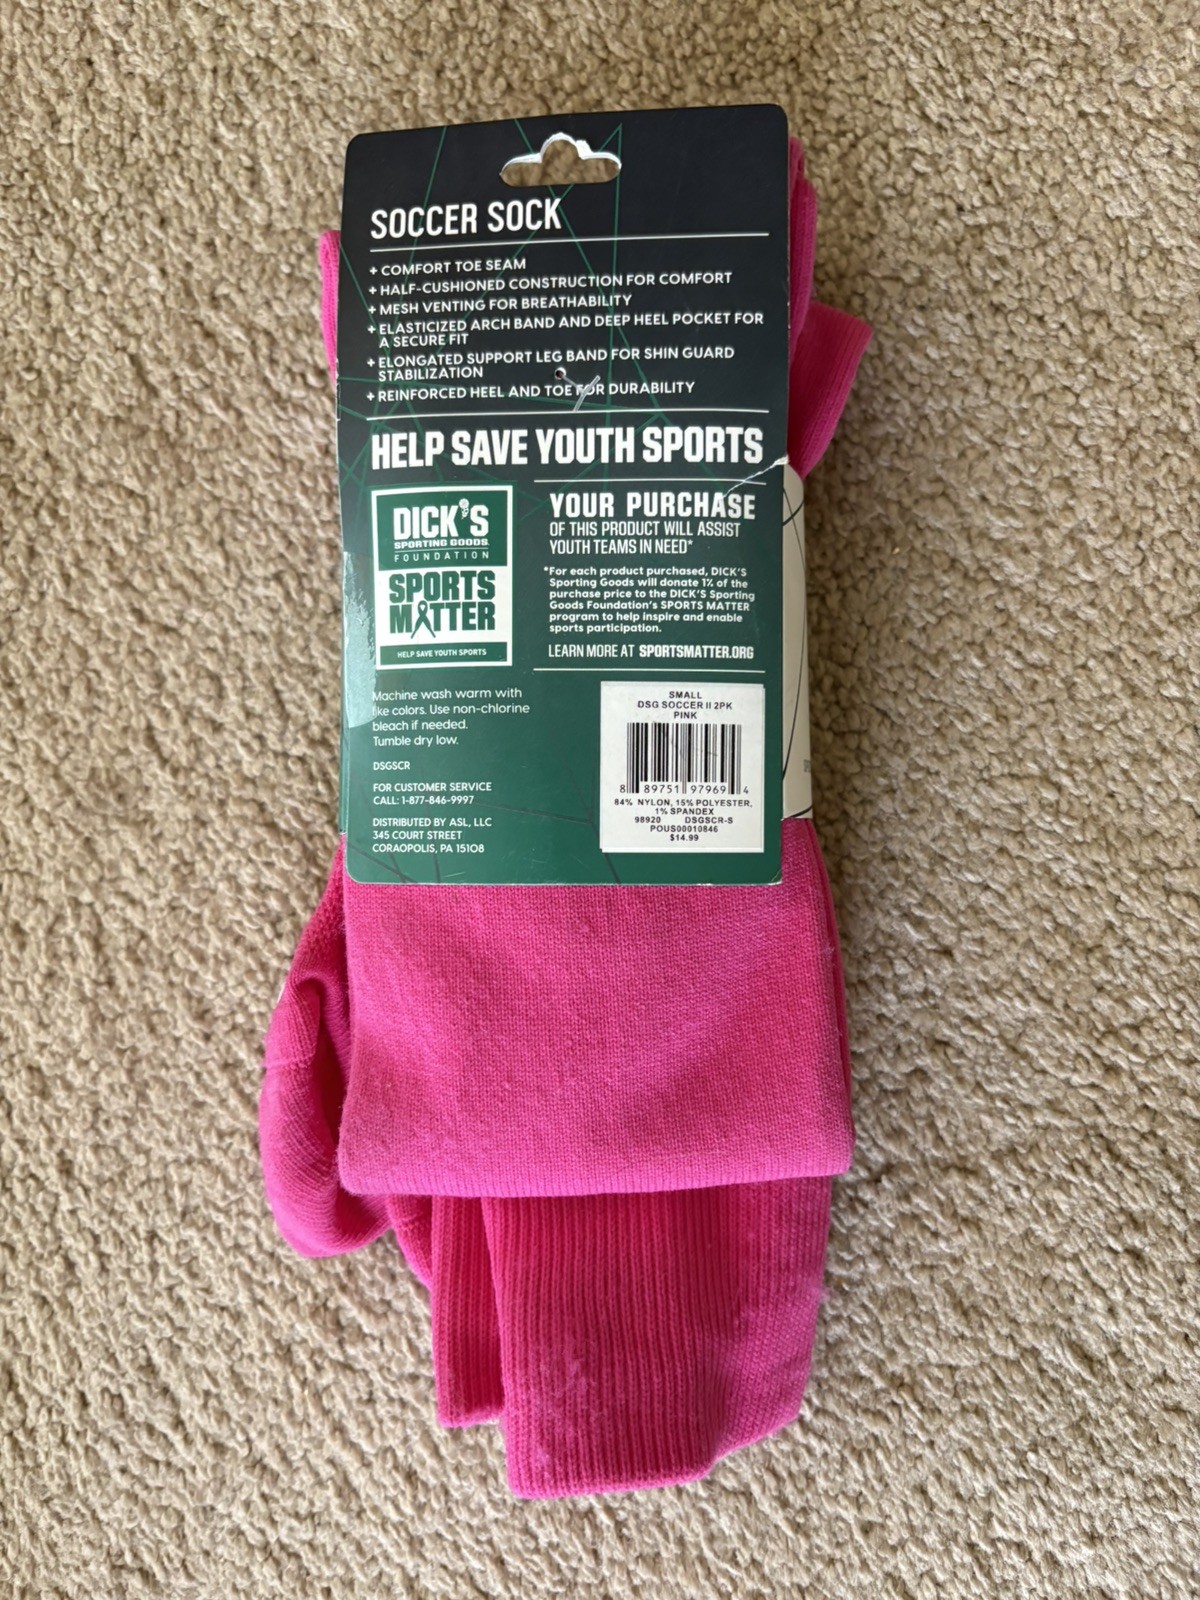 SOCCER SOCK
+ COMFORT TOE SEAM
+ HALF-CUSHIONED CONSTRUCTION FOR COMFORT
+ MESH VENTING FOR BREATHABILITY
+ ELASTICIZED ARCH BAND AND DEEP HEEL POCKET FOR
A SECURE FIT
+ ELONGATED SUPPORT LEG BAND FOR SHIN GUARD
STABILIZATION
+ REINFORCED HEEL AND TOE FOR DURABILITY
HELP SAVE YOUTH SPORTS
DICK'S
SPORTING GOODS
FOUNDATION
SPORTS
MATTER
HELP SAVE YOUTH SPORTS
YOUR PURCHASE
OF THIS PRODUCT WILL ASSIST
YOUTH TEAMS IN NEED*
*For each product purchased, DICK'S
Sporting Goods will donate 1% of the
purchase price to the DICK'S Sporting
Goods Foundation's SPORTS MATTER
program to help inspire and enable
sports participation.
LEARN MORE AT SPORTSMATTER.ORG
Machine wash warm with
like colors. Use non-chlorine
bleach if needed.
Tumble dry low.
DSGSCR
FOR CUSTOMER SERVICE
CALL: 1-877-846-9997
DISTRIBUTED BY ASL, LLC
345 COURT STREET
CORAOPOLIS, PA 15108
SMALL
DSG SOCCER II 2PK
PINK
8 89751 97969 4
84% NYLON, 15% POLYESTER,
1% SPANDEX
98920 DSGSCR-S
POUS00010846
$14.99